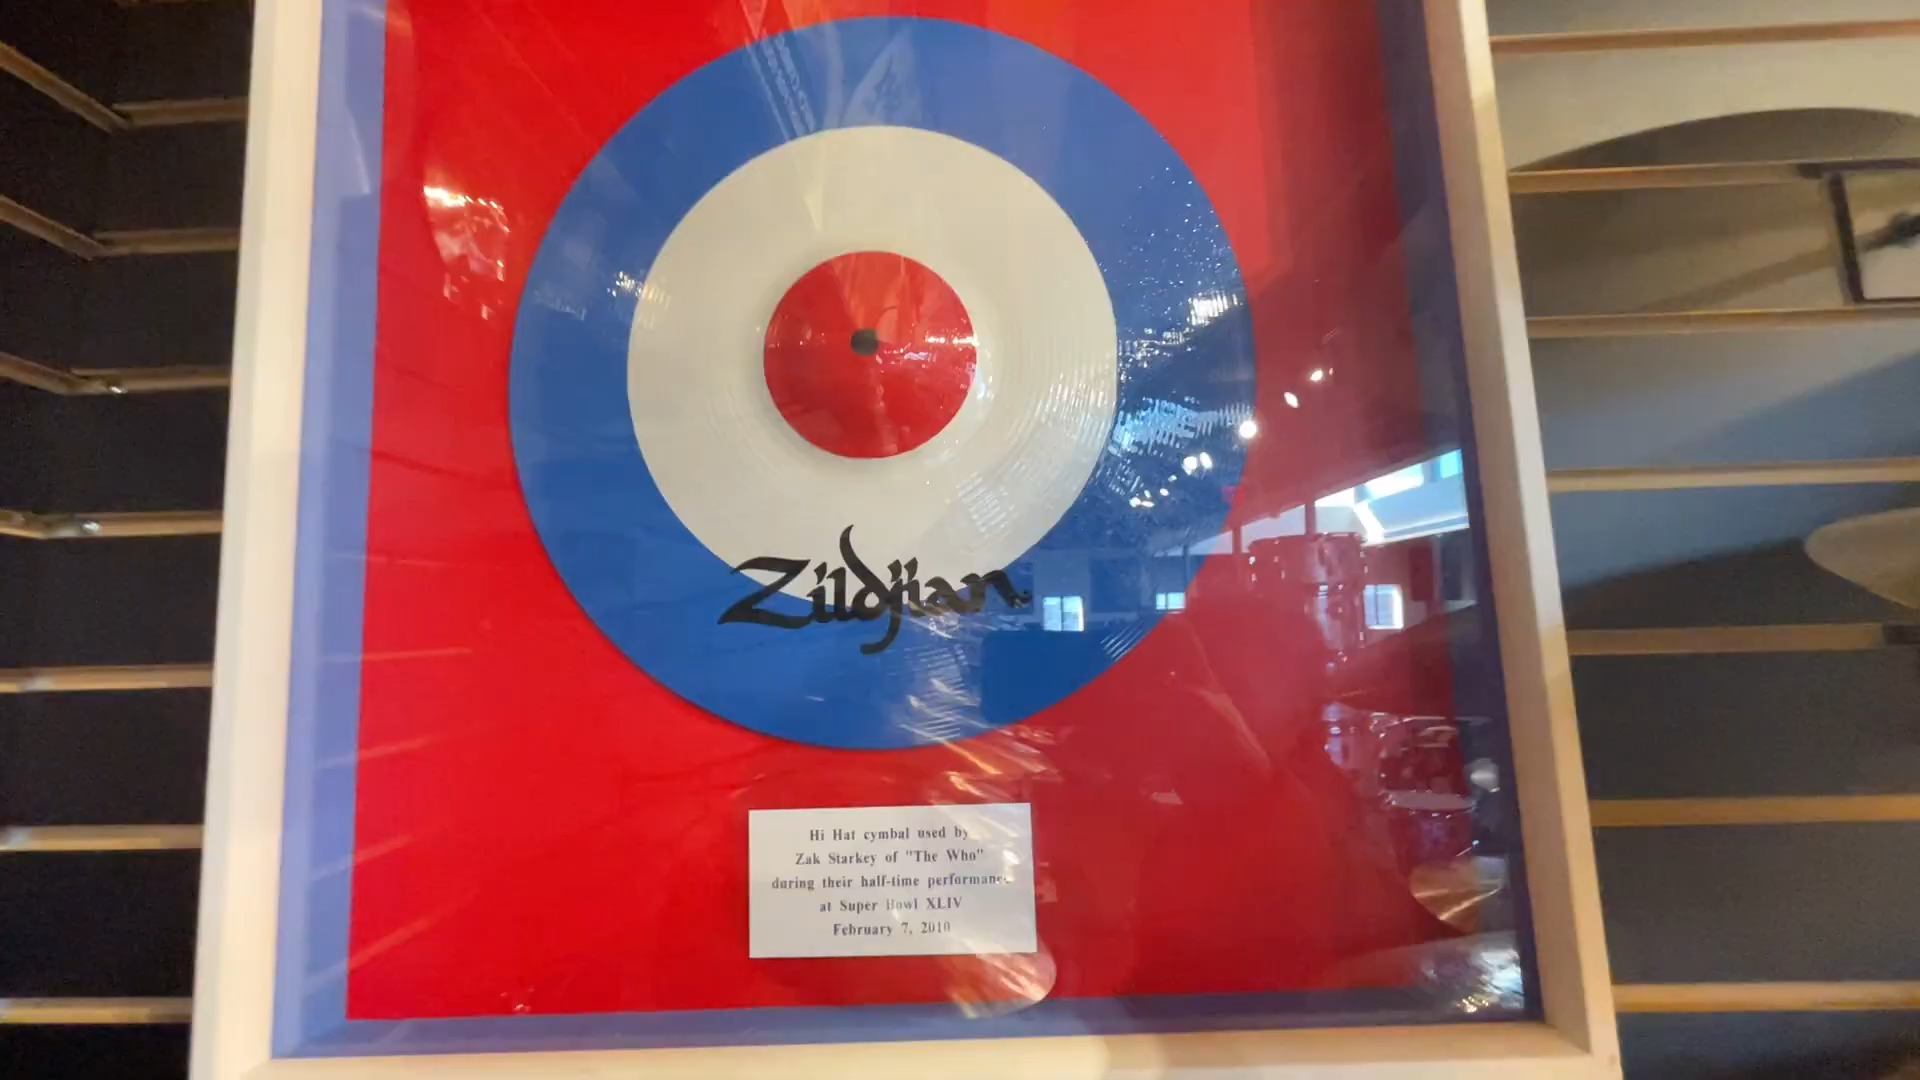 Zildjian
Hi Hat cymbal used by
Zak Starkey of "The Who"
during their half-time performance
at Super Bowl XLIV
February 7, 2010